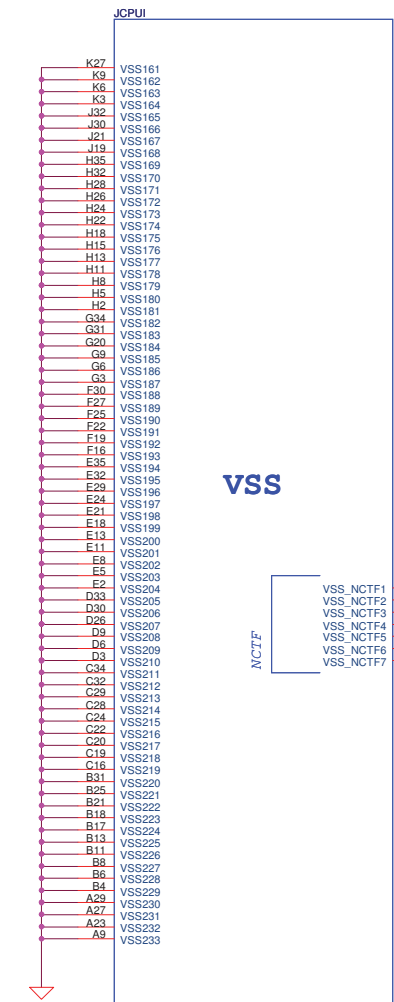 JCPUI
K27 VSS161
K9 VSS162
K6 VSS163
K3 VSS164
J32 VSS165
J30 VSS166
J21 VSS167
J19 VSS168
H35 VSS169
H32 VSS170
H28 VSS171
H26 VSS172
H24 VSS173
H22 VSS174
H18 VSS175
H15 VSS176
H13 VSS177
H11 VSS178
H8 VSS179
H5 VSS180
H2 VSS181
G34 VSS182
G31 VSS183
G20 VSS184
G9 VSS185
G6 VSS186
G3 VSS187
F30 VSS188
F27 VSS189
F25 VSS190
F22 VSS191
F19 VSS192
F16 VSS193
E35 VSS194
E32 VSS195
E29 VSS196
E24 VSS197
E21 VSS198
E18 VSS199
E13 VSS200
E11 VSS201
E8 VSS202
E5 VSS203
E2 VSS204
D33 VSS205
D30 VSS206
D26 VSS207
D9 VSS208
D6 VSS209
D3 VSS210
C34 VSS211
C32 VSS212
C29 VSS213
C28 VSS214
C24 VSS215
C22 VSS216
C20 VSS217
C19 VSS218
C16 VSS219
B31 VSS220
B25 VSS221
B21 VSS222
B18 VSS223
B17 VSS224
B13 VSS225
B11 VSS226
B8 VSS227
B6 VSS228
B4 VSS229
A29 VSS230
A27 VSS231
A23 VSS232
A9 VSS233
VSS
NCTF
VSS_NCTF1
VSS_NCTF2
VSS_NCTF3
VSS_NCTF4
VSS_NCTF5
VSS_NCTF6
VSS_NCTF7